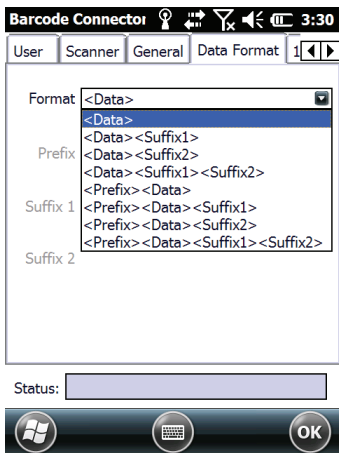 Barcode Connector 3:30
User Scanner General Data Format 1
Format <Data>
<Data>
<Data><Suffix1>
Prefix <Data><Suffix2>
<Data><Suffix1><Suffix2>
<Prefix><Data>
Suffix 1 <Prefix><Data><Suffix1>
<Prefix><Data><Suffix2>
<Prefix><Data><Suffix1><Suffix2>
Suffix 2
Status:
OK